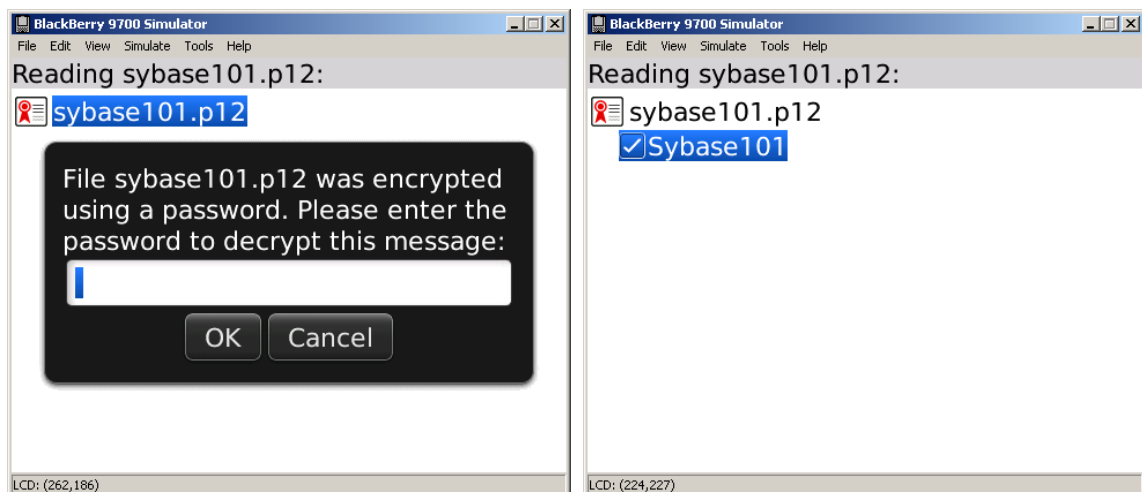 BlackBerry 9700 Simulator
File Edit View Simulate Tools Help
Reading sybase101.p12:
sybase101.p12
File sybase101.p12 was encrypted
using a password. Please enter the
password to decrypt this message:
OK Cancel
LCD: (262,186)
BlackBerry 9700 Simulator
File Edit View Simulate Tools Help
Reading sybase101.p12:
sybase101.p12
Sybase101
LCD: (224,227)